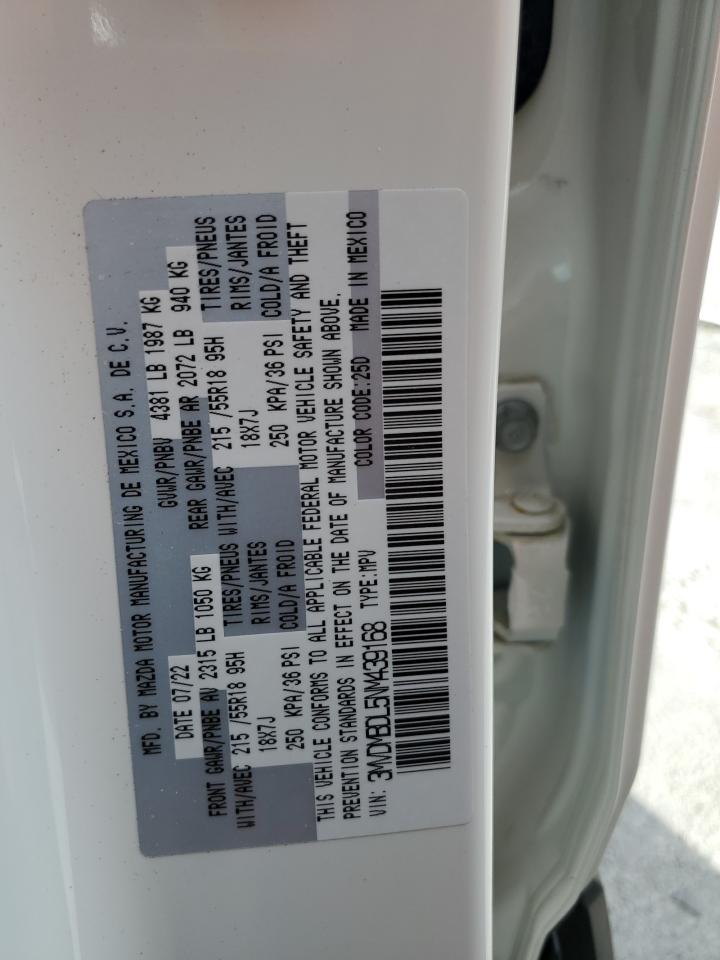 MFD. BY MAZDA MOTOR MANUFACTURING DE MEXICO S.A. DE C.V.
DATE 07/22 GVWR/PNBV 4381 LB 1987 KG
FRONT GAWR/PNBE AV 2315 LB 1050 KG REAR GAWR/PNBE AR 2072 LB 940 KG
WITH/AVEC 215 /55R18 95H TIRES/PNEUS WITH/AVEC 215 /55R18 95H TIRES/PNEUS
18X7J RIMS/JANTES 18X7J RIMS/JANTES
250 KPA/36 PSI COLD/A FROID 250 KPA/36 PSI COLD/A FROID
THIS VEHICLE CONFORMS TO ALL APPLICABLE FEDERAL MOTOR VEHICLE SAFETY AND THEFT
PREVENTION STANDARDS IN EFFECT ON THE DATE OF MANUFACTURE SHOWN ABOVE.
VIN: 3MVDMBDL5NM439168 TYPE:MPV COLOR CODE:25D MADE IN MEXICO